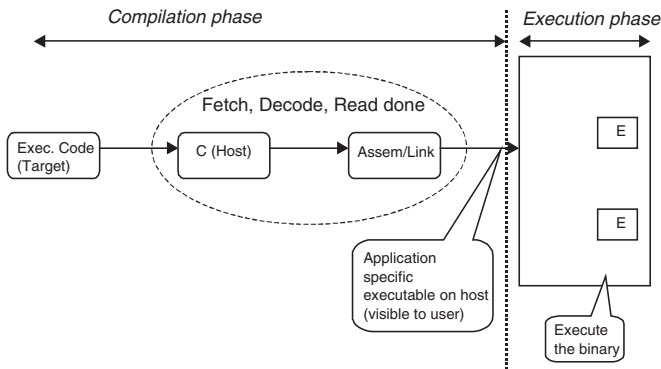 Compilation phase
Execution phase
Fetch, Decode, Read done
Exec. Code
(Target)
C (Host)
Assem/Link
E
E
Application
specific
executable on host
(visible to user)
Execute
the binary